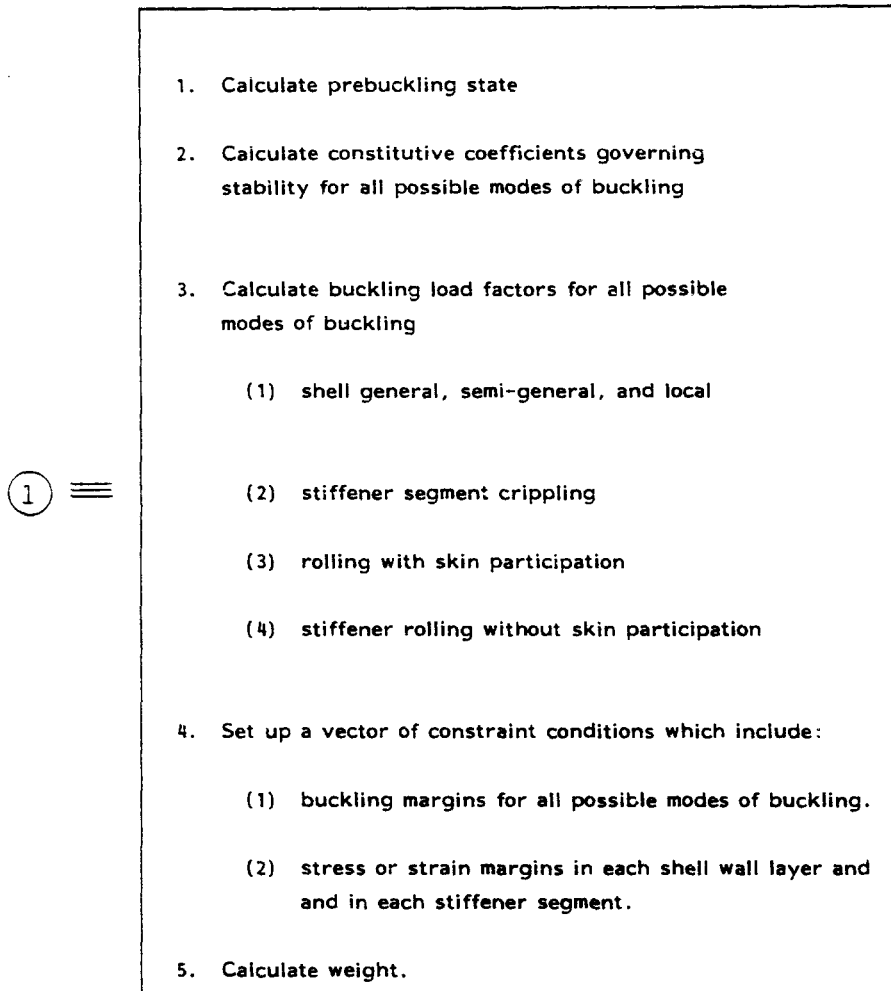 1. Calculate prebuckling state
2. Calculate constitutive coefficients governing
stability for all possible modes of buckling
3. Calculate buckling load factors for all possible
modes of buckling
(1) shell general, semi-general, and local
1 ≡
(2) stiffener segment crippling
(3) rolling with skin participation
(4) stiffener rolling without skin participation
4. Set up a vector of constraint conditions which include:
(1) buckling margins for all possible modes of buckling.
(2) stress or strain margins in each shell wall layer and
and in each stiffener segment.
5. Calculate weight.